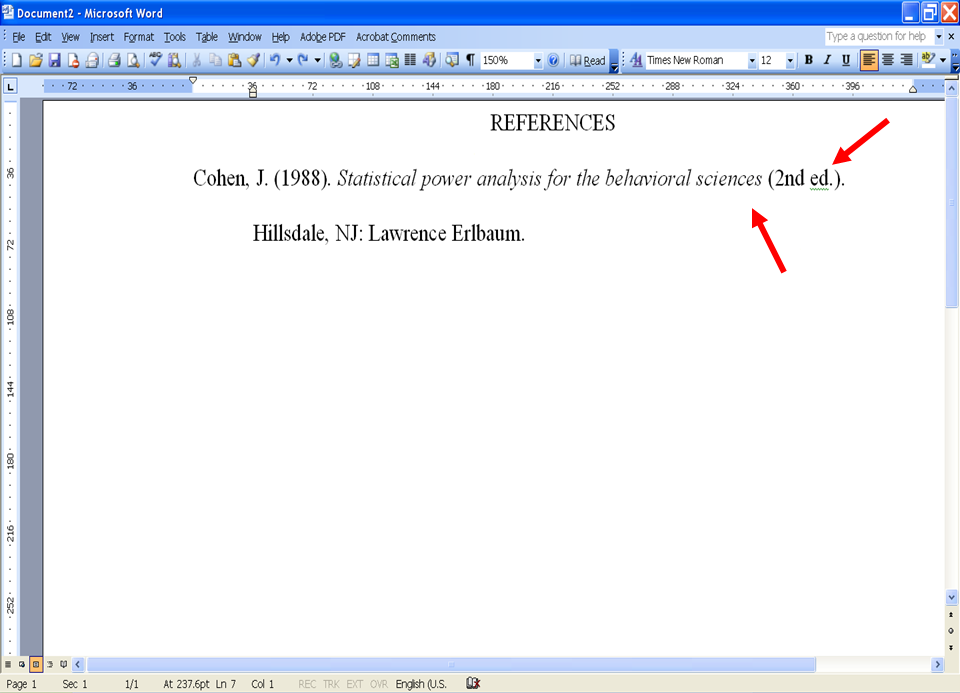 Document2 - Microsoft Word
File Edit View Insert Format Tools Table Window Help Adobe PDF Acrobat Comments
Type a question for help
150% Read Times New Roman 12 B I U
L 72 36 36 72 108 144 180 216 252 288 324 360 396
REFERENCES
Cohen, J. (1988). Statistical power analysis for the behavioral sciences (2nd ed.).
Hillsdale, NJ: Lawrence Erlbaum.
36
72
108
144
180
216
252
Page 1 Sec 1 1/1 At 237.6pt Ln 7 Col 1 REC TRK EXT OVR English (U.S.